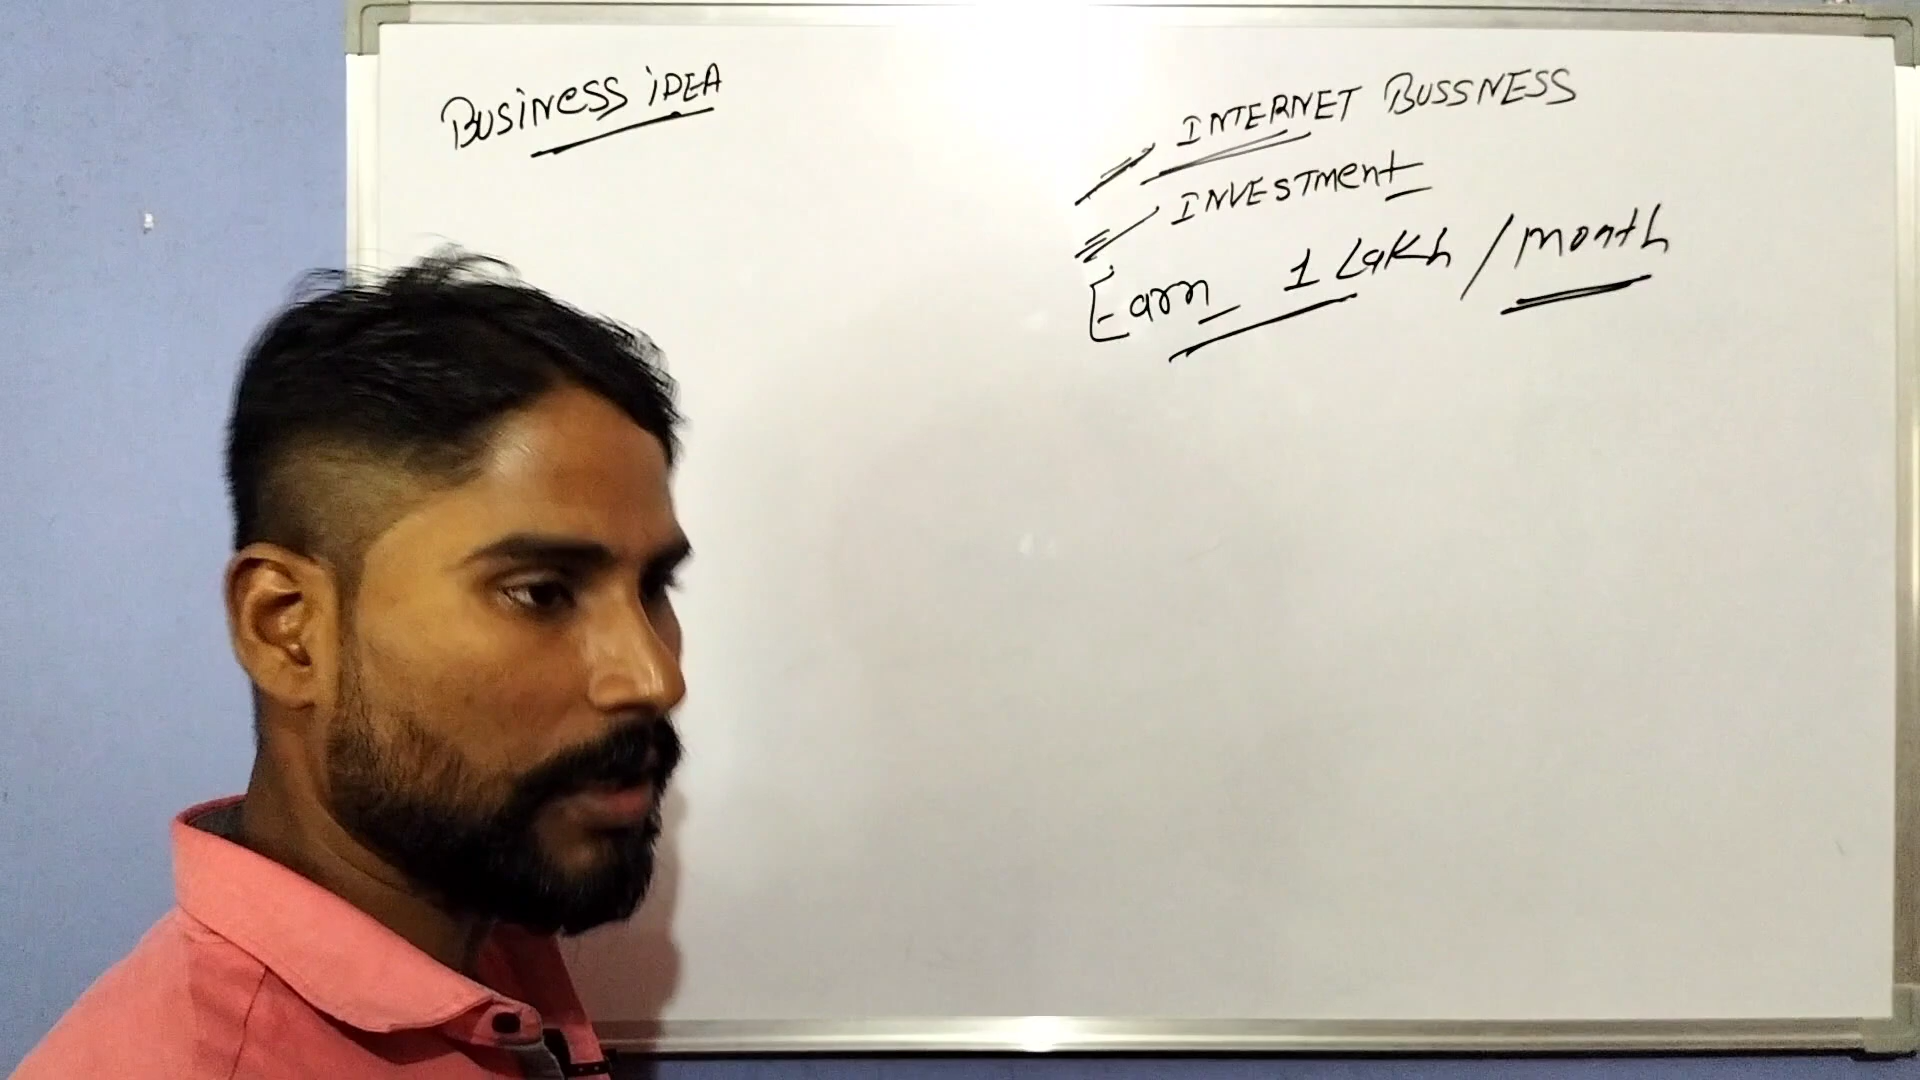 Business iDEA
INTERNET BUSSNESS
INVESTment
Earn 1 Lakh / month